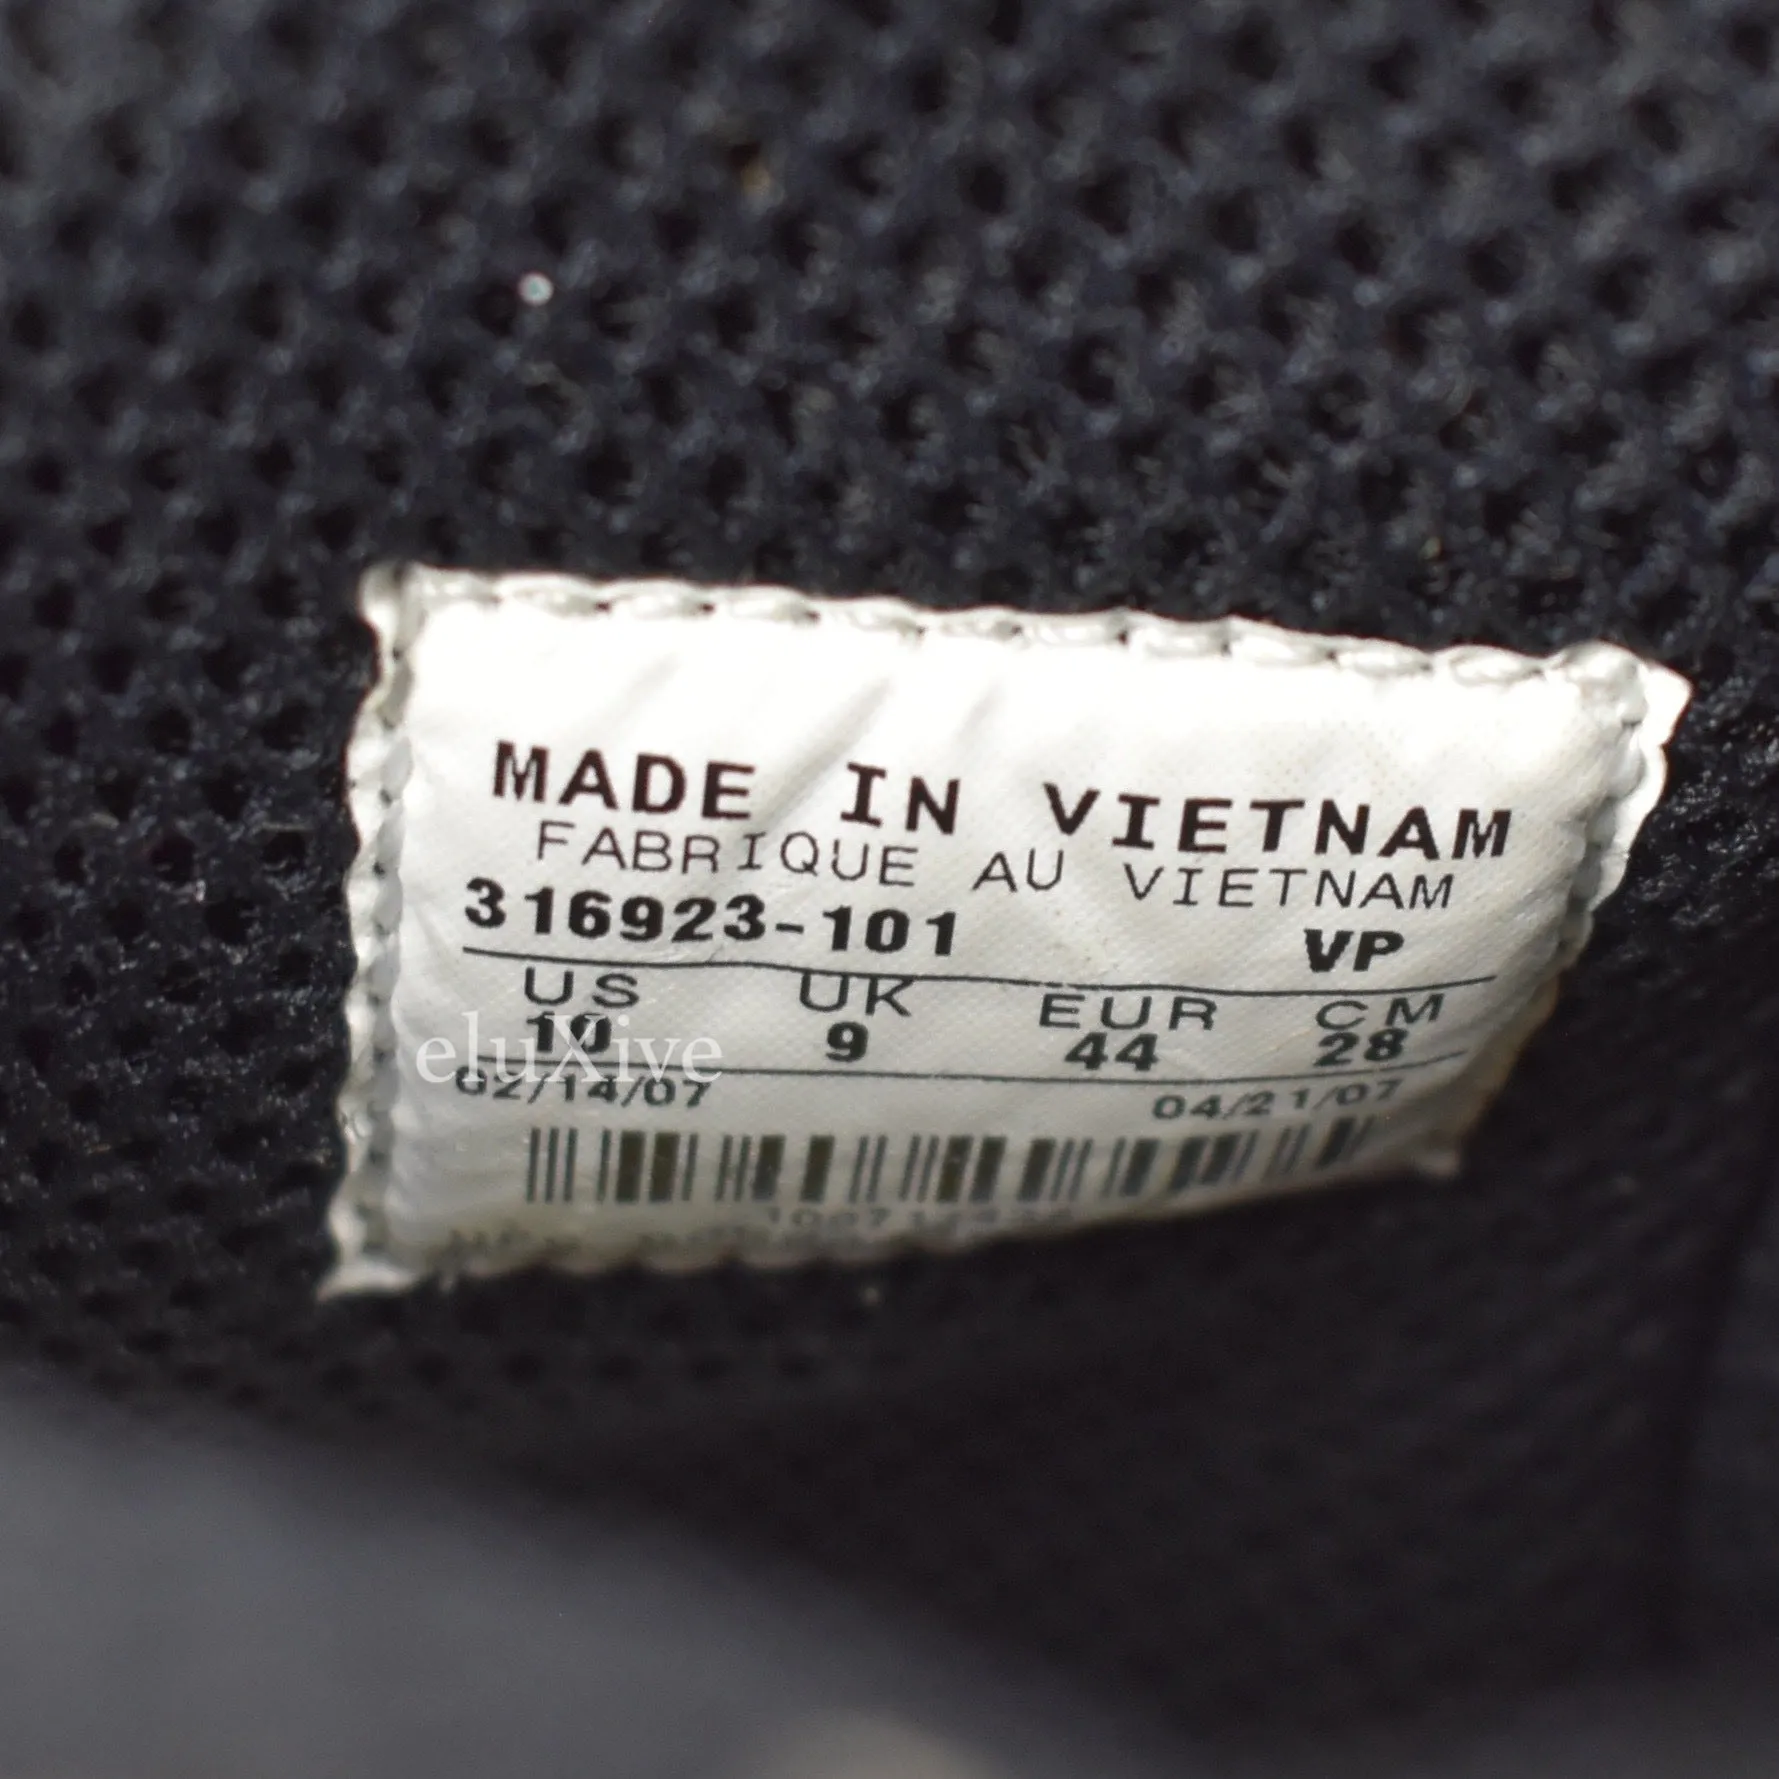 MADE IN VIETNAM
FABRIQUE AU VIETNAM
316923-101 VP
US UK EUR CM
10 9 44 28
eluXive
02/14/07 04/21/07